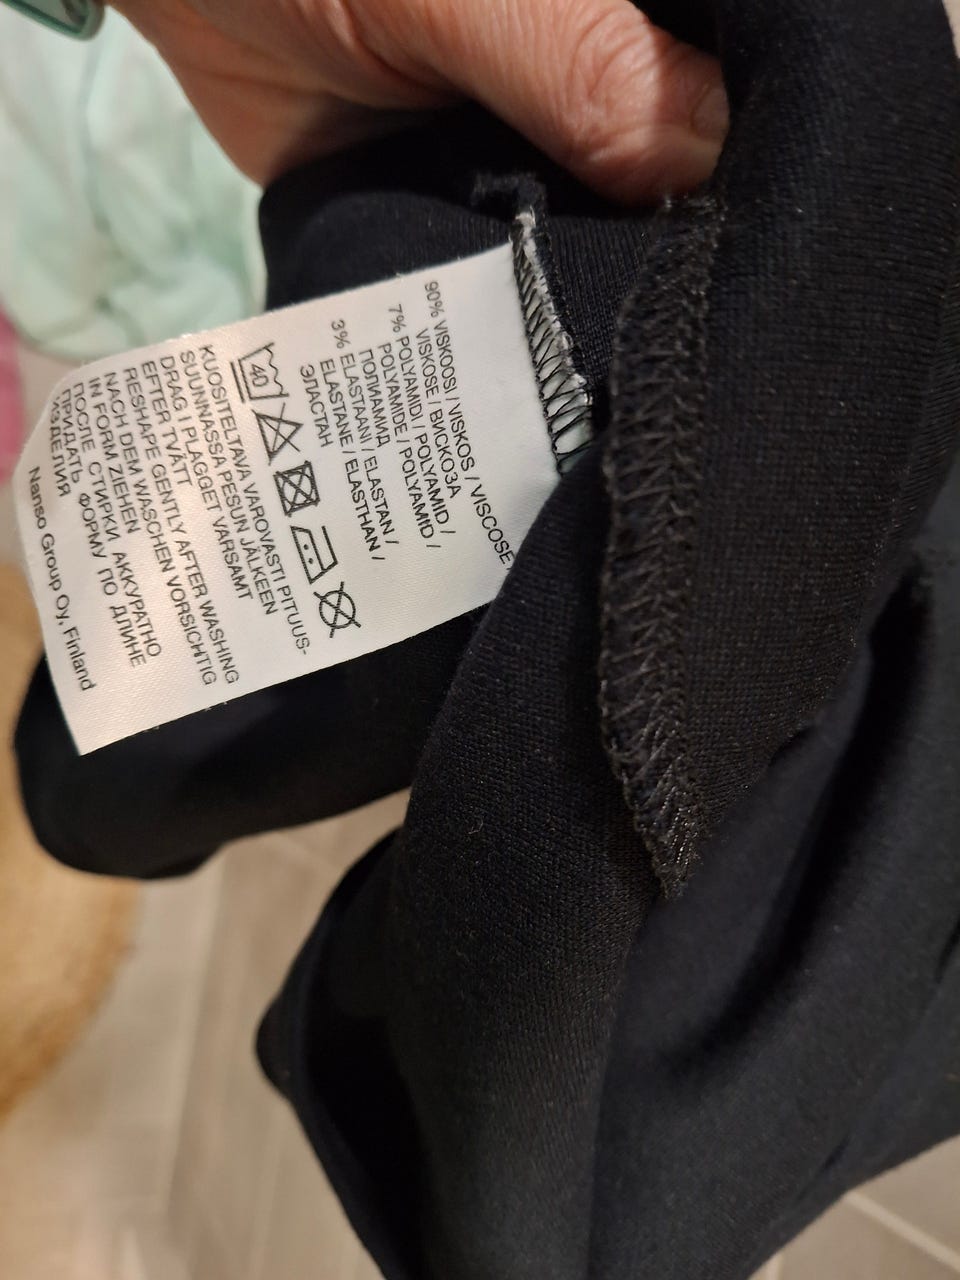 90% VISKOOSI / VISKOS / VISCOSE
VISKOSE / ВИСКОЗА
7% POLYAMIDI / POLYAMID /
POLYAMIDE / POLYAMID /
ПОЛИАМИД
3% ELASTAANI / ELASTAN /
ELASTANE / ELASTHAN /
ЭЛАСТАН
40
KUOSITELTAVA VAROVASTI PITUUS-
SUUNNASSA PESUN JÄLKEEN
DRAG I PLAGGET VARSAMT
EFTER TVÄTT
RESHAPE GENTLY AFTER WASHING
NACH DEM WASCHEN VORSICHTIG
IN FORM ZIEHEN
ПОСЛЕ СТИРКИ АККУРАТНО
ПРИДАТЬ ФОРМУ ПО ДЛИНЕ
ИЗДЕЛИЯ
Nanso Group Oy, Finland